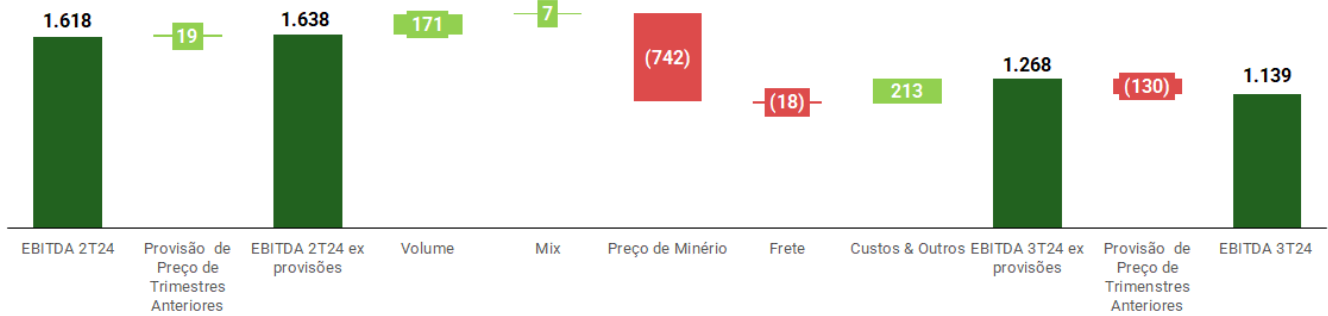 1.618
19
1.638
171
7
(742)
(18)
213
1.268
(130)
1.139
EBITDA 2T24
Provisão de
Preço de
Trimestres
Anteriores
EBITDA 2T24 ex
provisões
Volume
Mix
Preço de Minério
Frete
Custos & Outros
EBITDA 3T24 ex
provisões
Provisão de
Preço de
Trimenstres
Anteriores
EBITDA 3T24